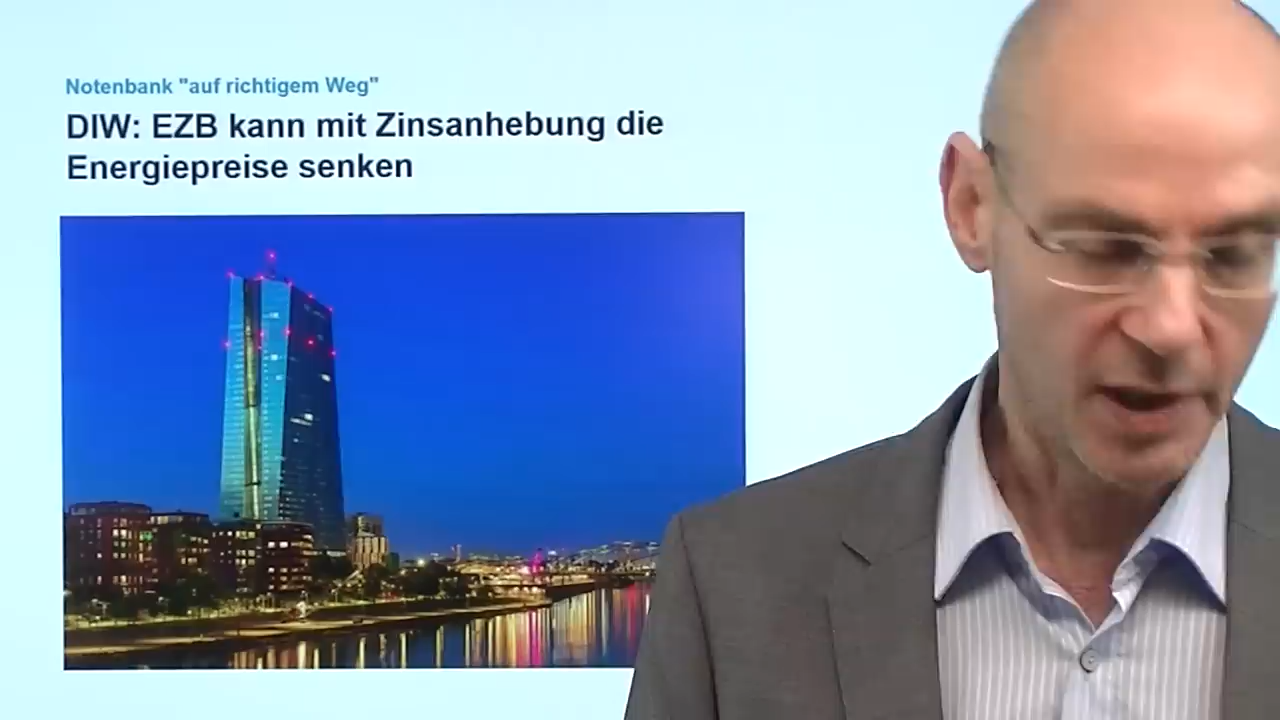 Notenbank "auf richtigem Weg"
DIW: EZB kann mit Zinsanhebung die
Energiepreise senken